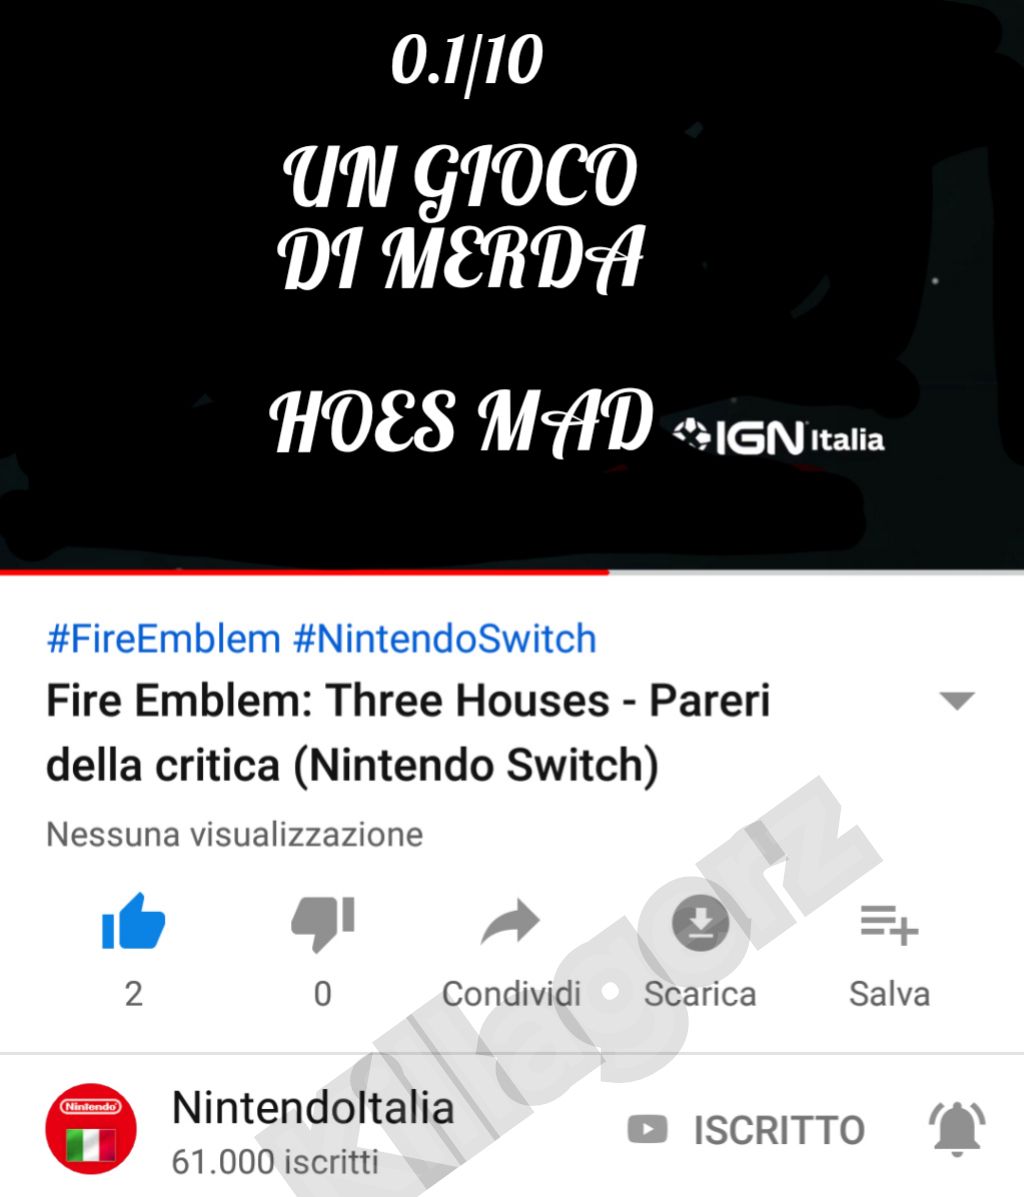 0.1/10
UN GIOCO
DI MERDA
HOES MAD
IGN Italia
#FireEmblem #NintendoSwitch
Fire Emblem: Three Houses - Pareri
della critica (Nintendo Switch)
Nessuna visualizzazione
2 0 Condividi Scarica Salva
Killagorz
Nintendo
NintendoItalia
61.000 iscritti
ISCRITTO